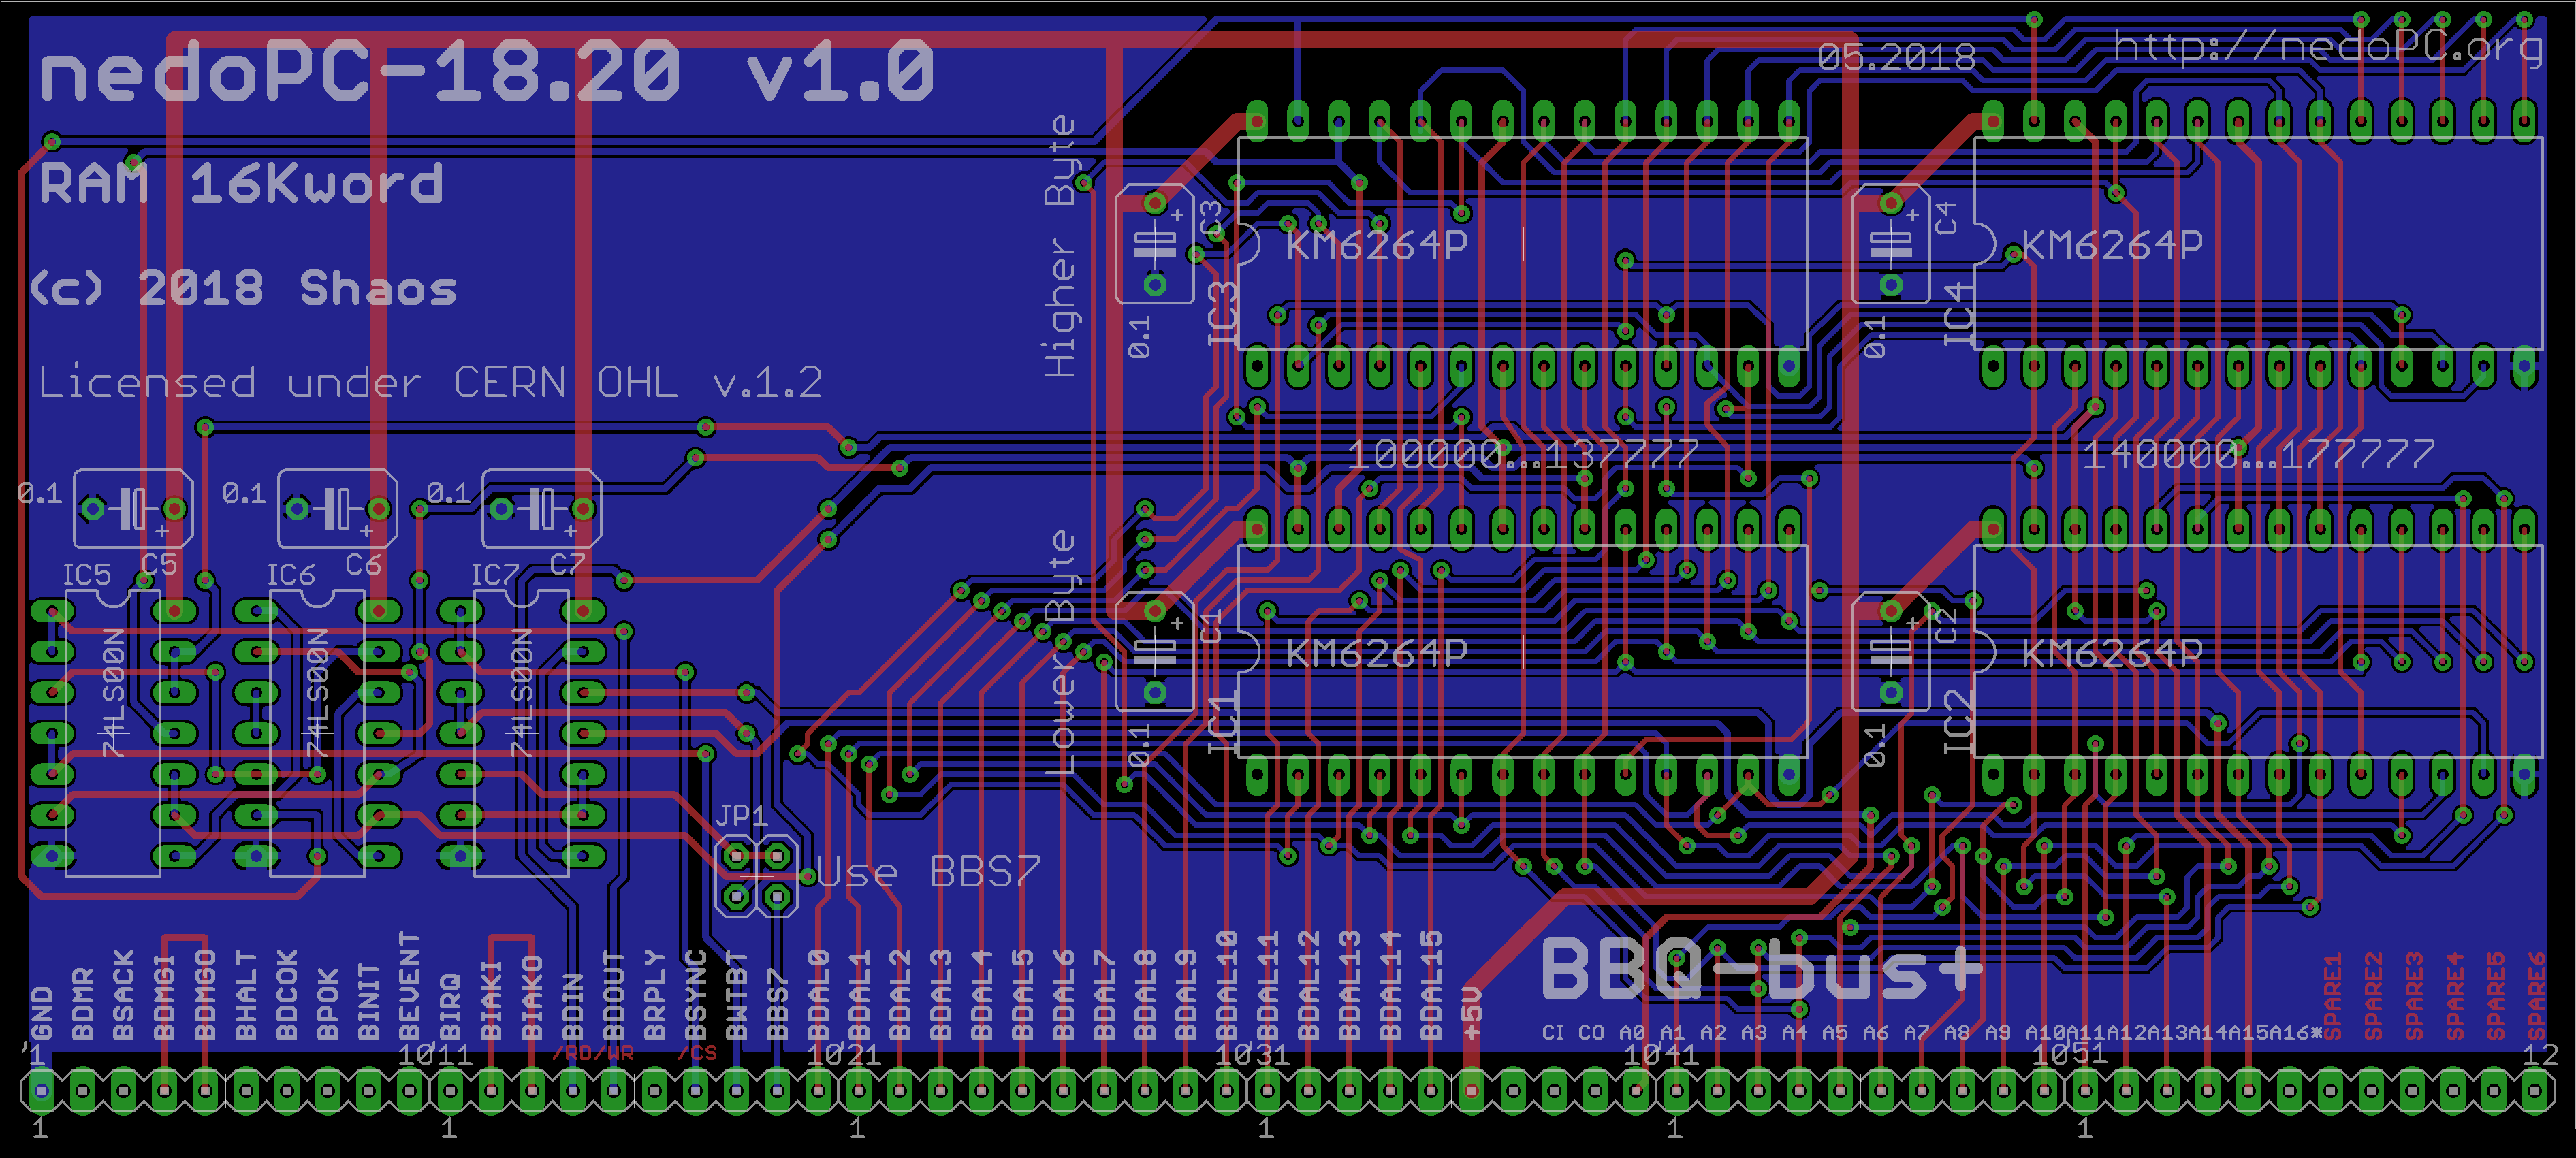 nedoPC-18.20 v1.0
05.2018
http://nedoPC.org
RAM 16Kword
(c) 2018 Shaos
Licensed under CERN OHL v.1.2
Higher Byte
C3
KM6264P
IC3
0.1
C4
KM6264P
IC4
0.1
100000...137777
140000...177777
0.1
C5
0.1
C6
0.1
C7
IC5
74LS00N
IC6
74LS00N
IC7
74LS00N
Lower Byte
C1
KM6264P
IC1
0.1
C2
KM6264P
IC2
0.1
JP1
Use BBS7
BBQ-bus+
GND
BDMR
BSACK
BDMGI
BDMGO
BHALT
BDCOK
BPOK
BINIT
BEVENT
BIRQ
BIAKI
BIAKO
BDIN
BDOUT
BRPLY
BSYNC
BWTBT
BBS7
BDAL0
BDAL1
BDAL2
BDAL3
BDAL4
BDAL5
BDAL6
BDAL7
BDAL8
BDAL9
BDAL10
BDAL11
BDAL12
BDAL13
BDAL14
BDAL15
+5V
CI CO A0 A1 A2 A3 A4 A5 A6 A7 A8 A9 A10A11A12A13A14A15A16*
SPARE1
SPARE2
SPARE3
SPARE4
SPARE5
SPARE6
/RD/WR
/CS
'1
10'11
10'21
10'31
10'41
10'51
12
1 1 1 1 1 1